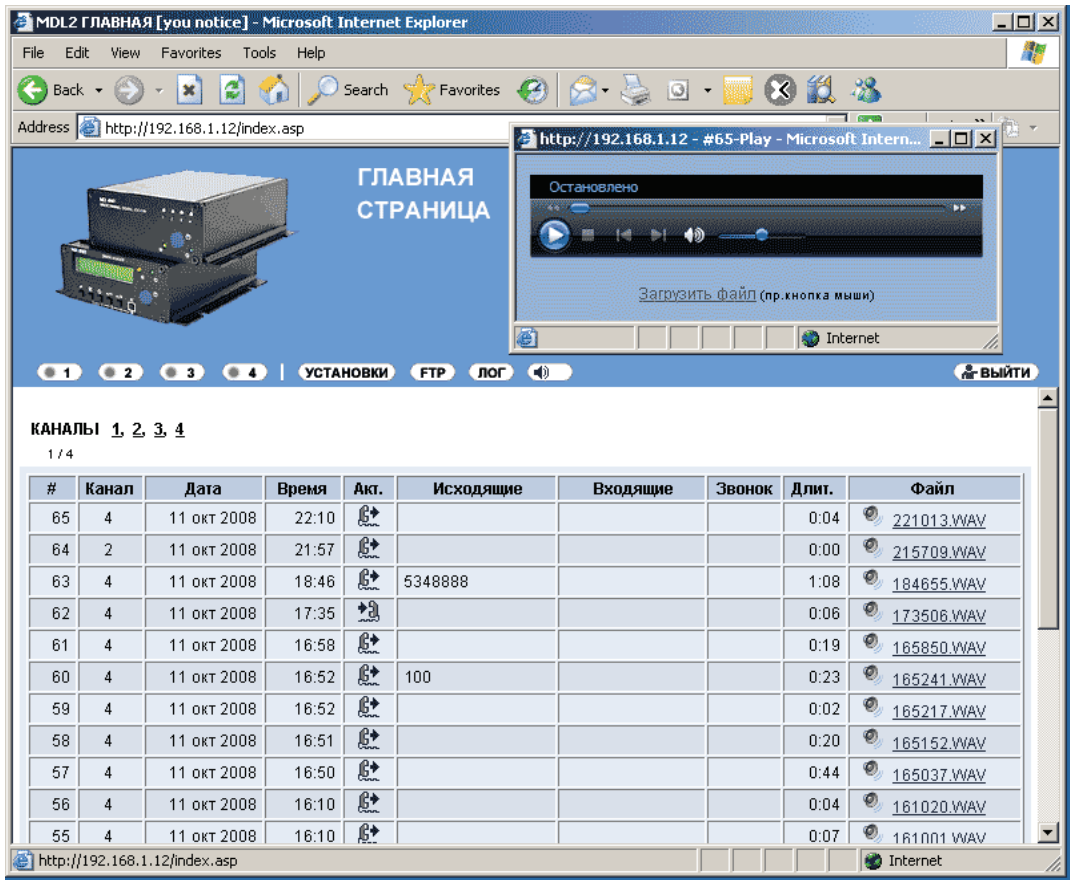 MDL2 ГЛАВНАЯ [you notice] - Microsoft Internet Explorer
File Edit View Favorites Tools Help
Back Search Favorites
Address http://192.168.1.12/index.asp
http://192.168.1.12 - #65-Play - Microsoft Intern...
Остановлено
Загрузить файл (пр.кнопка мыши)
Internet
ГЛАВНАЯ
СТРАНИЦА
1 2 3 4 | УСТАНОВКИ FTP ЛОГ ВЫЙТИ
КАНАЛЫ 1, 2, 3, 4
1 / 4
# Канал Дата Время Акт. Исходящие Входящие Звонок Длит. Файл
65 4 11 окт 2008 22:10 0:04 221013.WAV
64 2 11 окт 2008 21:57 0:00 215709.WAV
63 4 11 окт 2008 18:46 5348888 1:08 184655.WAV
62 4 11 окт 2008 17:35 0:06 173506.WAV
61 4 11 окт 2008 16:58 0:19 165850.WAV
60 4 11 окт 2008 16:52 100 0:23 165241.WAV
59 4 11 окт 2008 16:52 0:02 165217.WAV
58 4 11 окт 2008 16:51 0:20 165152.WAV
57 4 11 окт 2008 16:50 0:44 165037.WAV
56 4 11 окт 2008 16:10 0:04 161020.WAV
55 4 11 окт 2008 16:10 0:07 161001.WAV
http://192.168.1.12/index.asp Internet